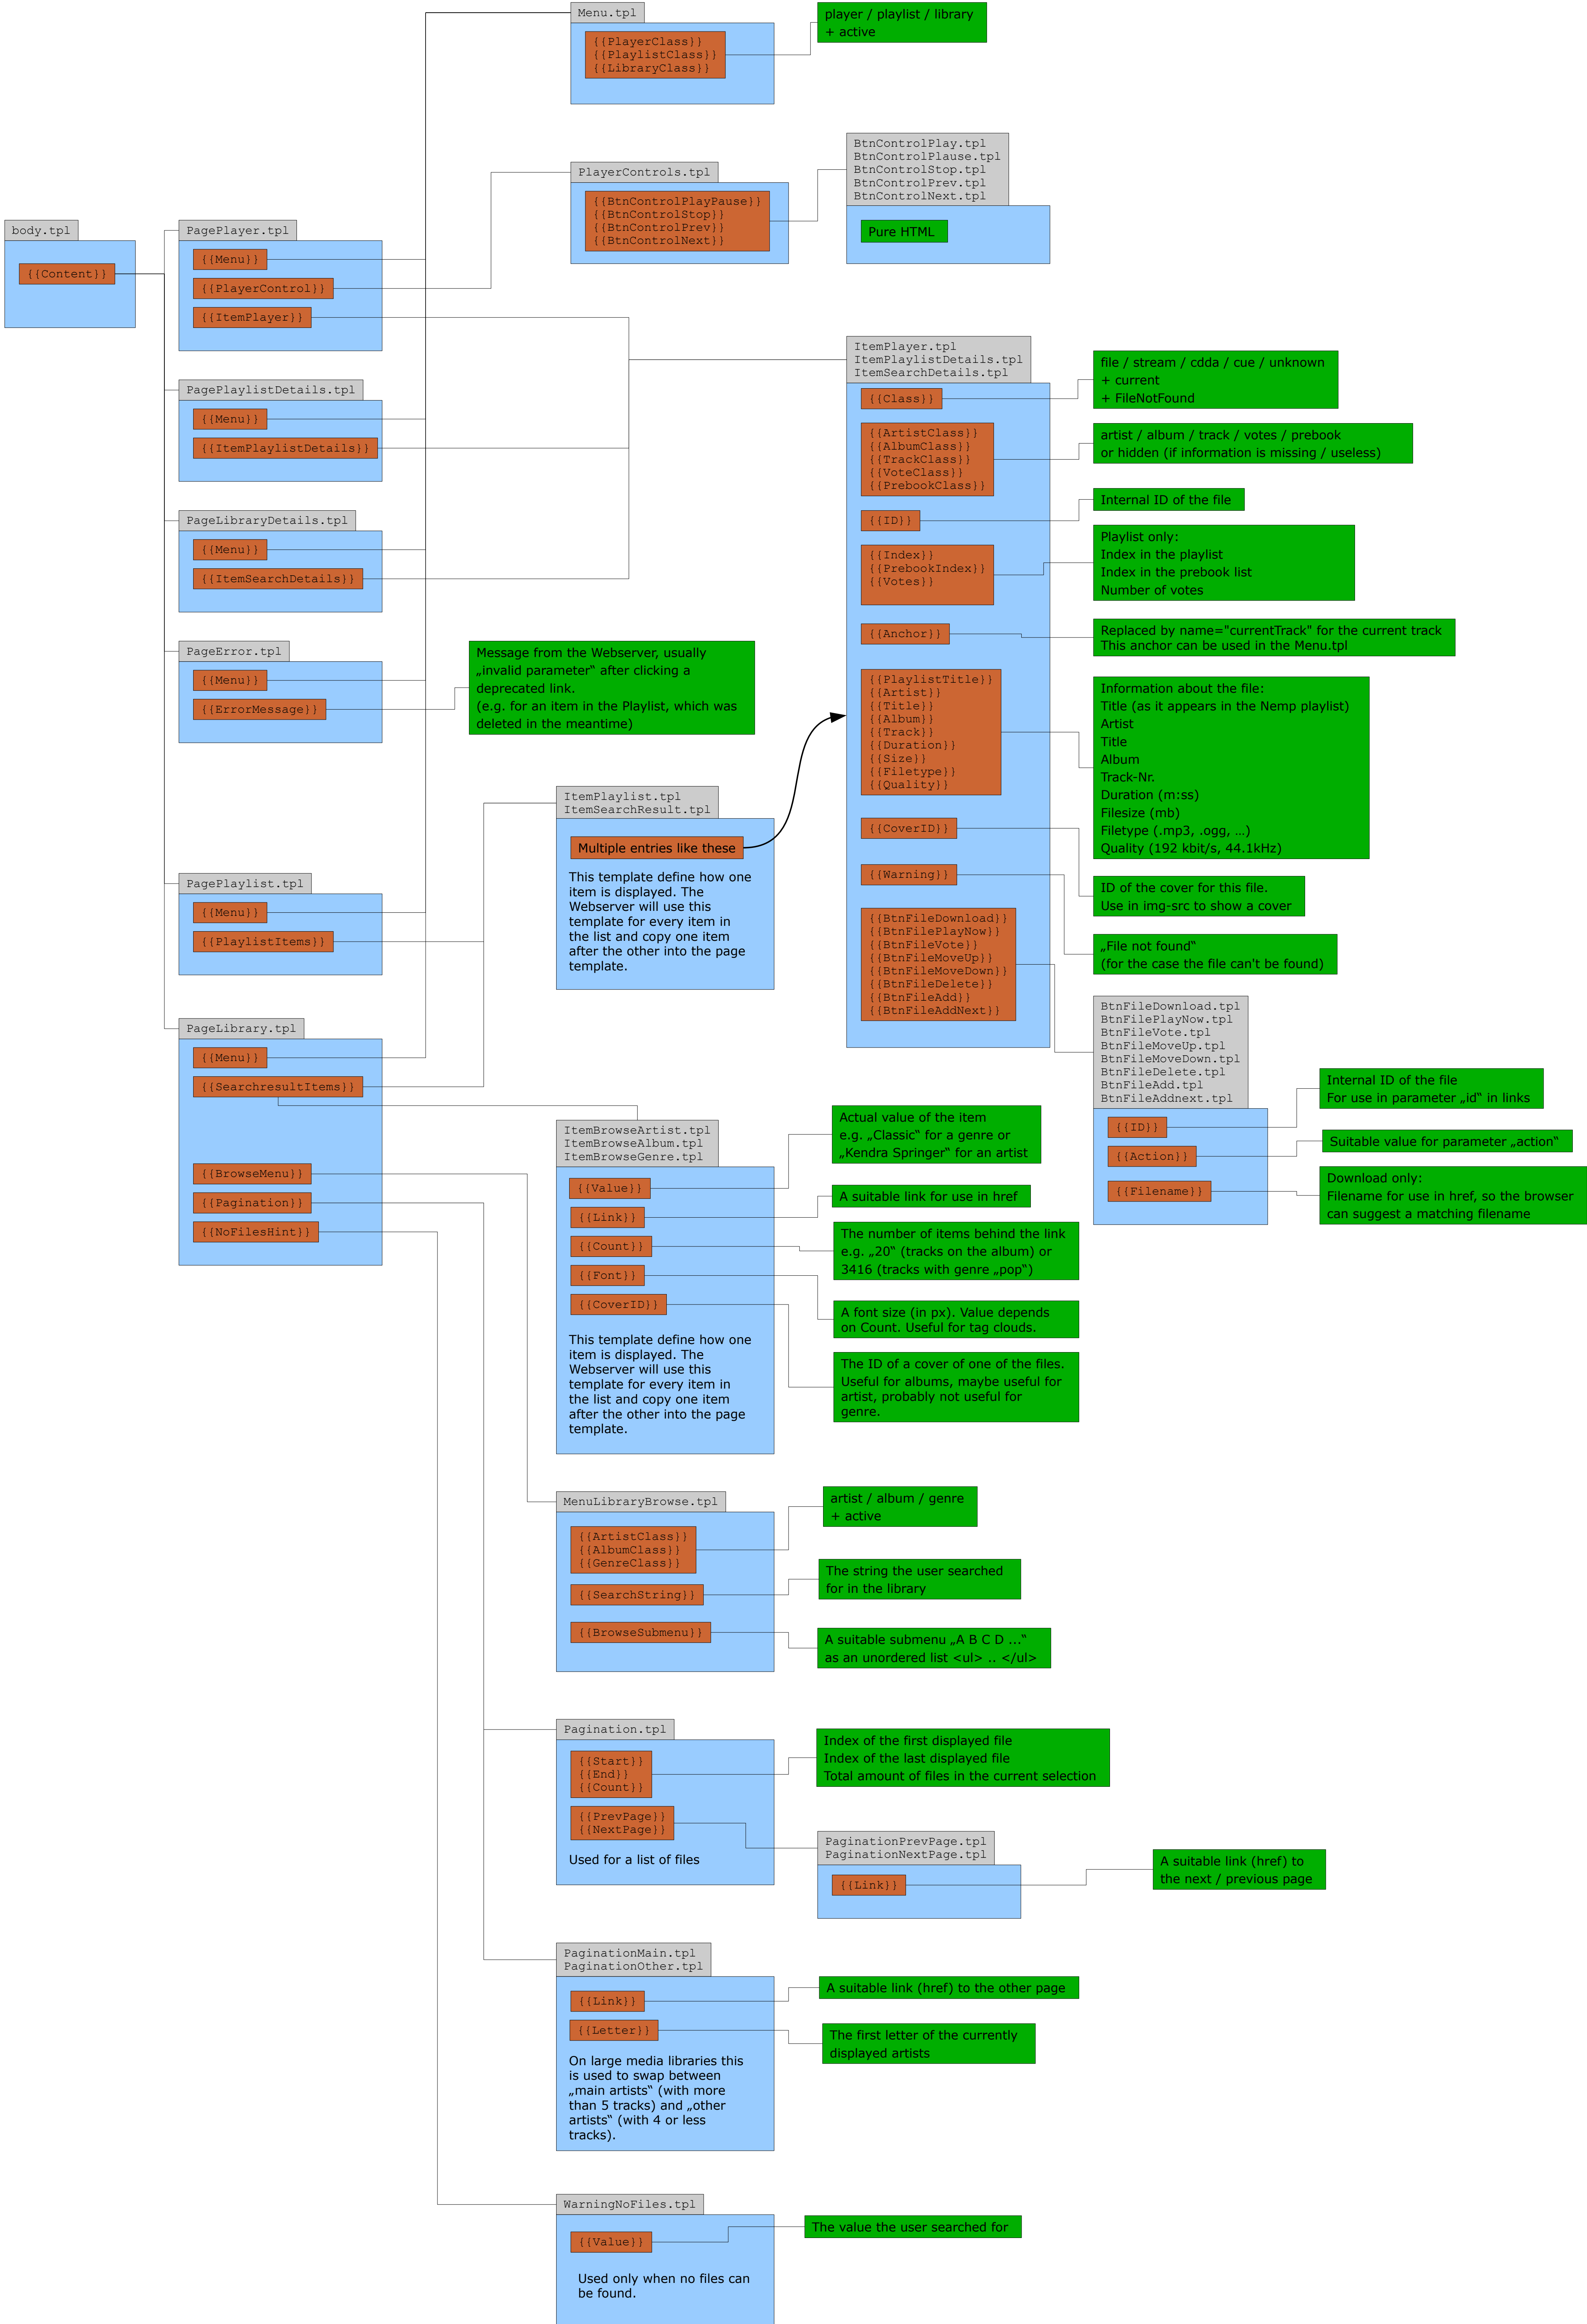 Menu.tpl
{{PlayerClass}}
{{PlaylistClass}}
{{LibraryClass}}
player / playlist / library
+ active
PlayerControls.tpl
{{BtnControlPlayPause}}
{{BtnControlStop}}
{{BtnControlPrev}}
{{BtnControlNext}}
BtnControlPlay.tpl
BtnControlPlause.tpl
BtnControlStop.tpl
BtnControlPrev.tpl
BtnControlNext.tpl
Pure HTML
body.tpl
{{Content}}
PagePlayer.tpl
{{Menu}}
{{PlayerControl}}
{{ItemPlayer}}
PagePlaylistDetails.tpl
{{Menu}}
{{ItemPlaylistDetails}}
PageLibraryDetails.tpl
{{Menu}}
{{ItemSearchDetails}}
PageError.tpl
{{Menu}}
{{ErrorMessage}}
Message from the Webserver, usually
„invalid parameter“ after clicking a
deprecated link.
(e.g. for an item in the Playlist, which was
deleted in the meantime)
PagePlaylist.tpl
{{Menu}}
{{PlaylistItems}}
PageLibrary.tpl
{{Menu}}
{{SearchresultItems}}
{{BrowseMenu}}
{{Pagination}}
{{NoFilesHint}}
ItemPlaylist.tpl
ItemSearchResult.tpl
Multiple entries like these
This template define how one
item is displayed. The
Webserver will use this
template for every item in
the list and copy one item
after the other into the page
template.
ItemPlayer.tpl
ItemPlaylistDetails.tpl
ItemSearchDetails.tpl
{{Class}}
{{ArtistClass}}
{{AlbumClass}}
{{TrackClass}}
{{VoteClass}}
{{PrebookClass}}
{{ID}}
{{Index}}
{{PrebookIndex}}
{{Votes}}
{{Anchor}}
{{PlaylistTitle}}
{{Artist}}
{{Title}}
{{Album}}
{{Track}}
{{Duration}}
{{Size}}
{{Filetype}}
{{Quality}}
{{CoverID}}
{{Warning}}
{{BtnFileDownload}}
{{BtnFilePlayNow}}
{{BtnFileVote}}
{{BtnFileMoveUp}}
{{BtnFileMoveDown}}
{{BtnFileDelete}}
{{BtnFileAdd}}
{{BtnFileAddNext}}
file / stream / cdda / cue / unknown
+ current
+ FileNotFound
artist / album / track / votes / prebook
or hidden (if information is missing / useless)
Internal ID of the file
Playlist only:
Index in the playlist
Index in the prebook list
Number of votes
Replaced by name="currentTrack" for the current track
This anchor can be used in the Menu.tpl
Information about the file:
Title (as it appears in the Nemp playlist)
Artist
Title
Album
Track-Nr.
Duration (m:ss)
Filesize (mb)
Filetype (.mp3, .ogg, …)
Quality (192 kbit/s, 44.1kHz)
ID of the cover for this file.
Use in img-src to show a cover
„File not found“
(for the case the file can't be found)
BtnFileDownload.tpl
BtnFilePlayNow.tpl
BtnFileVote.tpl
BtnFileMoveUp.tpl
BtnFileMoveDown.tpl
BtnFileDelete.tpl
BtnFileAdd.tpl
BtnFileAddnext.tpl
{{ID}}
{{Action}}
{{Filename}}
Internal ID of the file
For use in parameter „id“ in links
Suitable value for parameter „action“
Download only:
Filename for use in href, so the browser
can suggest a matching filename
ItemBrowseArtist.tpl
ItemBrowseAlbum.tpl
ItemBrowseGenre.tpl
{{Value}}
{{Link}}
{{Count}}
{{Font}}
{{CoverID}}
This template define how one
item is displayed. The
Webserver will use this
template for every item in
the list and copy one item
after the other into the page
template.
Actual value of the item
e.g. „Classic“ for a genre or
„Kendra Springer“ for an artist
A suitable link for use in href
The number of items behind the link
e.g. „20“ (tracks on the album) or
3416 (tracks with genre „pop“)
A font size (in px). Value depends
on Count. Useful for tag clouds.
The ID of a cover of one of the files.
Useful for albums, maybe useful for
artist, probably not useful for
genre.
MenuLibraryBrowse.tpl
{{ArtistClass}}
{{AlbumClass}}
{{GenreClass}}
{{SearchString}}
{{BrowseSubmenu}}
artist / album / genre
+ active
The string the user searched
for in the library
A suitable submenu „A B C D …“
as an unordered list <ul> .. </ul>
Pagination.tpl
{{Start}}
{{End}}
{{Count}}
{{PrevPage}}
{{NextPage}}
Used for a list of files
Index of the first displayed file
Index of the last displayed file
Total amount of files in the current selection
PaginationPrevPage.tpl
PaginationNextPage.tpl
{{Link}}
A suitable link (href) to
the next / previous page
PaginationMain.tpl
PaginationOther.tpl
{{Link}}
{{Letter}}
On large media libraries this
is used to swap between
„main artists“ (with more
than 5 tracks) and „other
artists“ (with 4 or less
tracks).
A suitable link (href) to the other page
The first letter of the currently
displayed artists
WarningNoFiles.tpl
{{Value}}
Used only when no files can
be found.
The value the user searched for